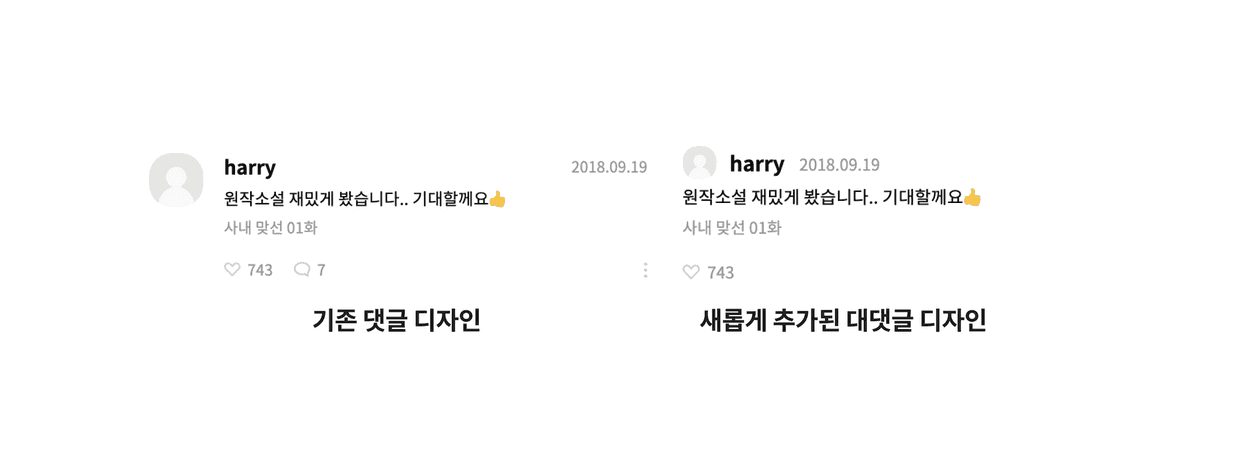 harry
2018.09.19
원작소설 재밌게 봤습니다.. 기대할께요👍
사내 맞선 01화
743
7
기존 댓글 디자인
harry 2018.09.19
원작소설 재밌게 봤습니다.. 기대할께요👍
사내 맞선 01화
743
새롭게 추가된 대댓글 디자인